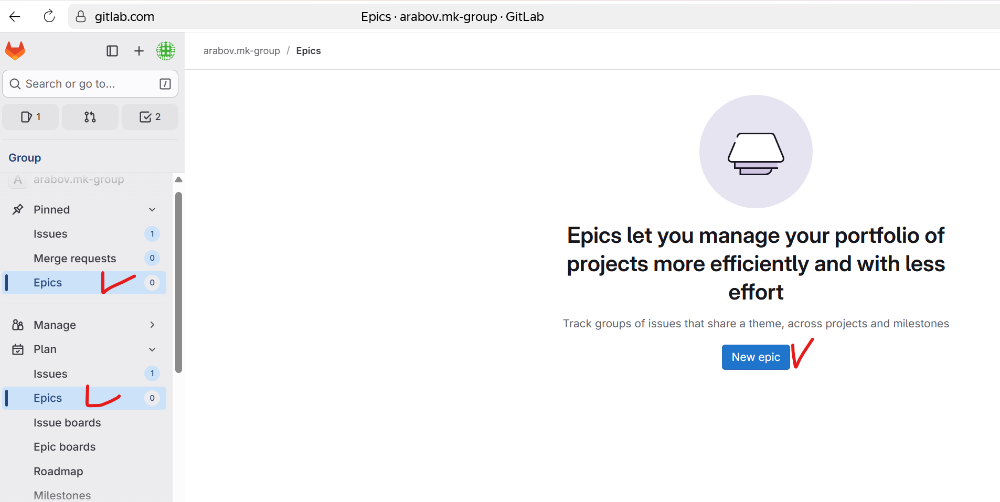 gitlab.com
Epics · arabov.mk-group · GitLab
arabov.mk-group / Epics
Search or go to...
/
1
2
Group
A arabov.mk-group
Pinned
Issues 1
Merge requests 0
Epics 0
Manage
Plan
Issues 1
Epics 0
Issue boards
Epic boards
Roadmap
Milestones
Epics let you manage your portfolio of
projects more efficiently and with less
effort
Track groups of issues that share a theme, across projects and milestones
New epic